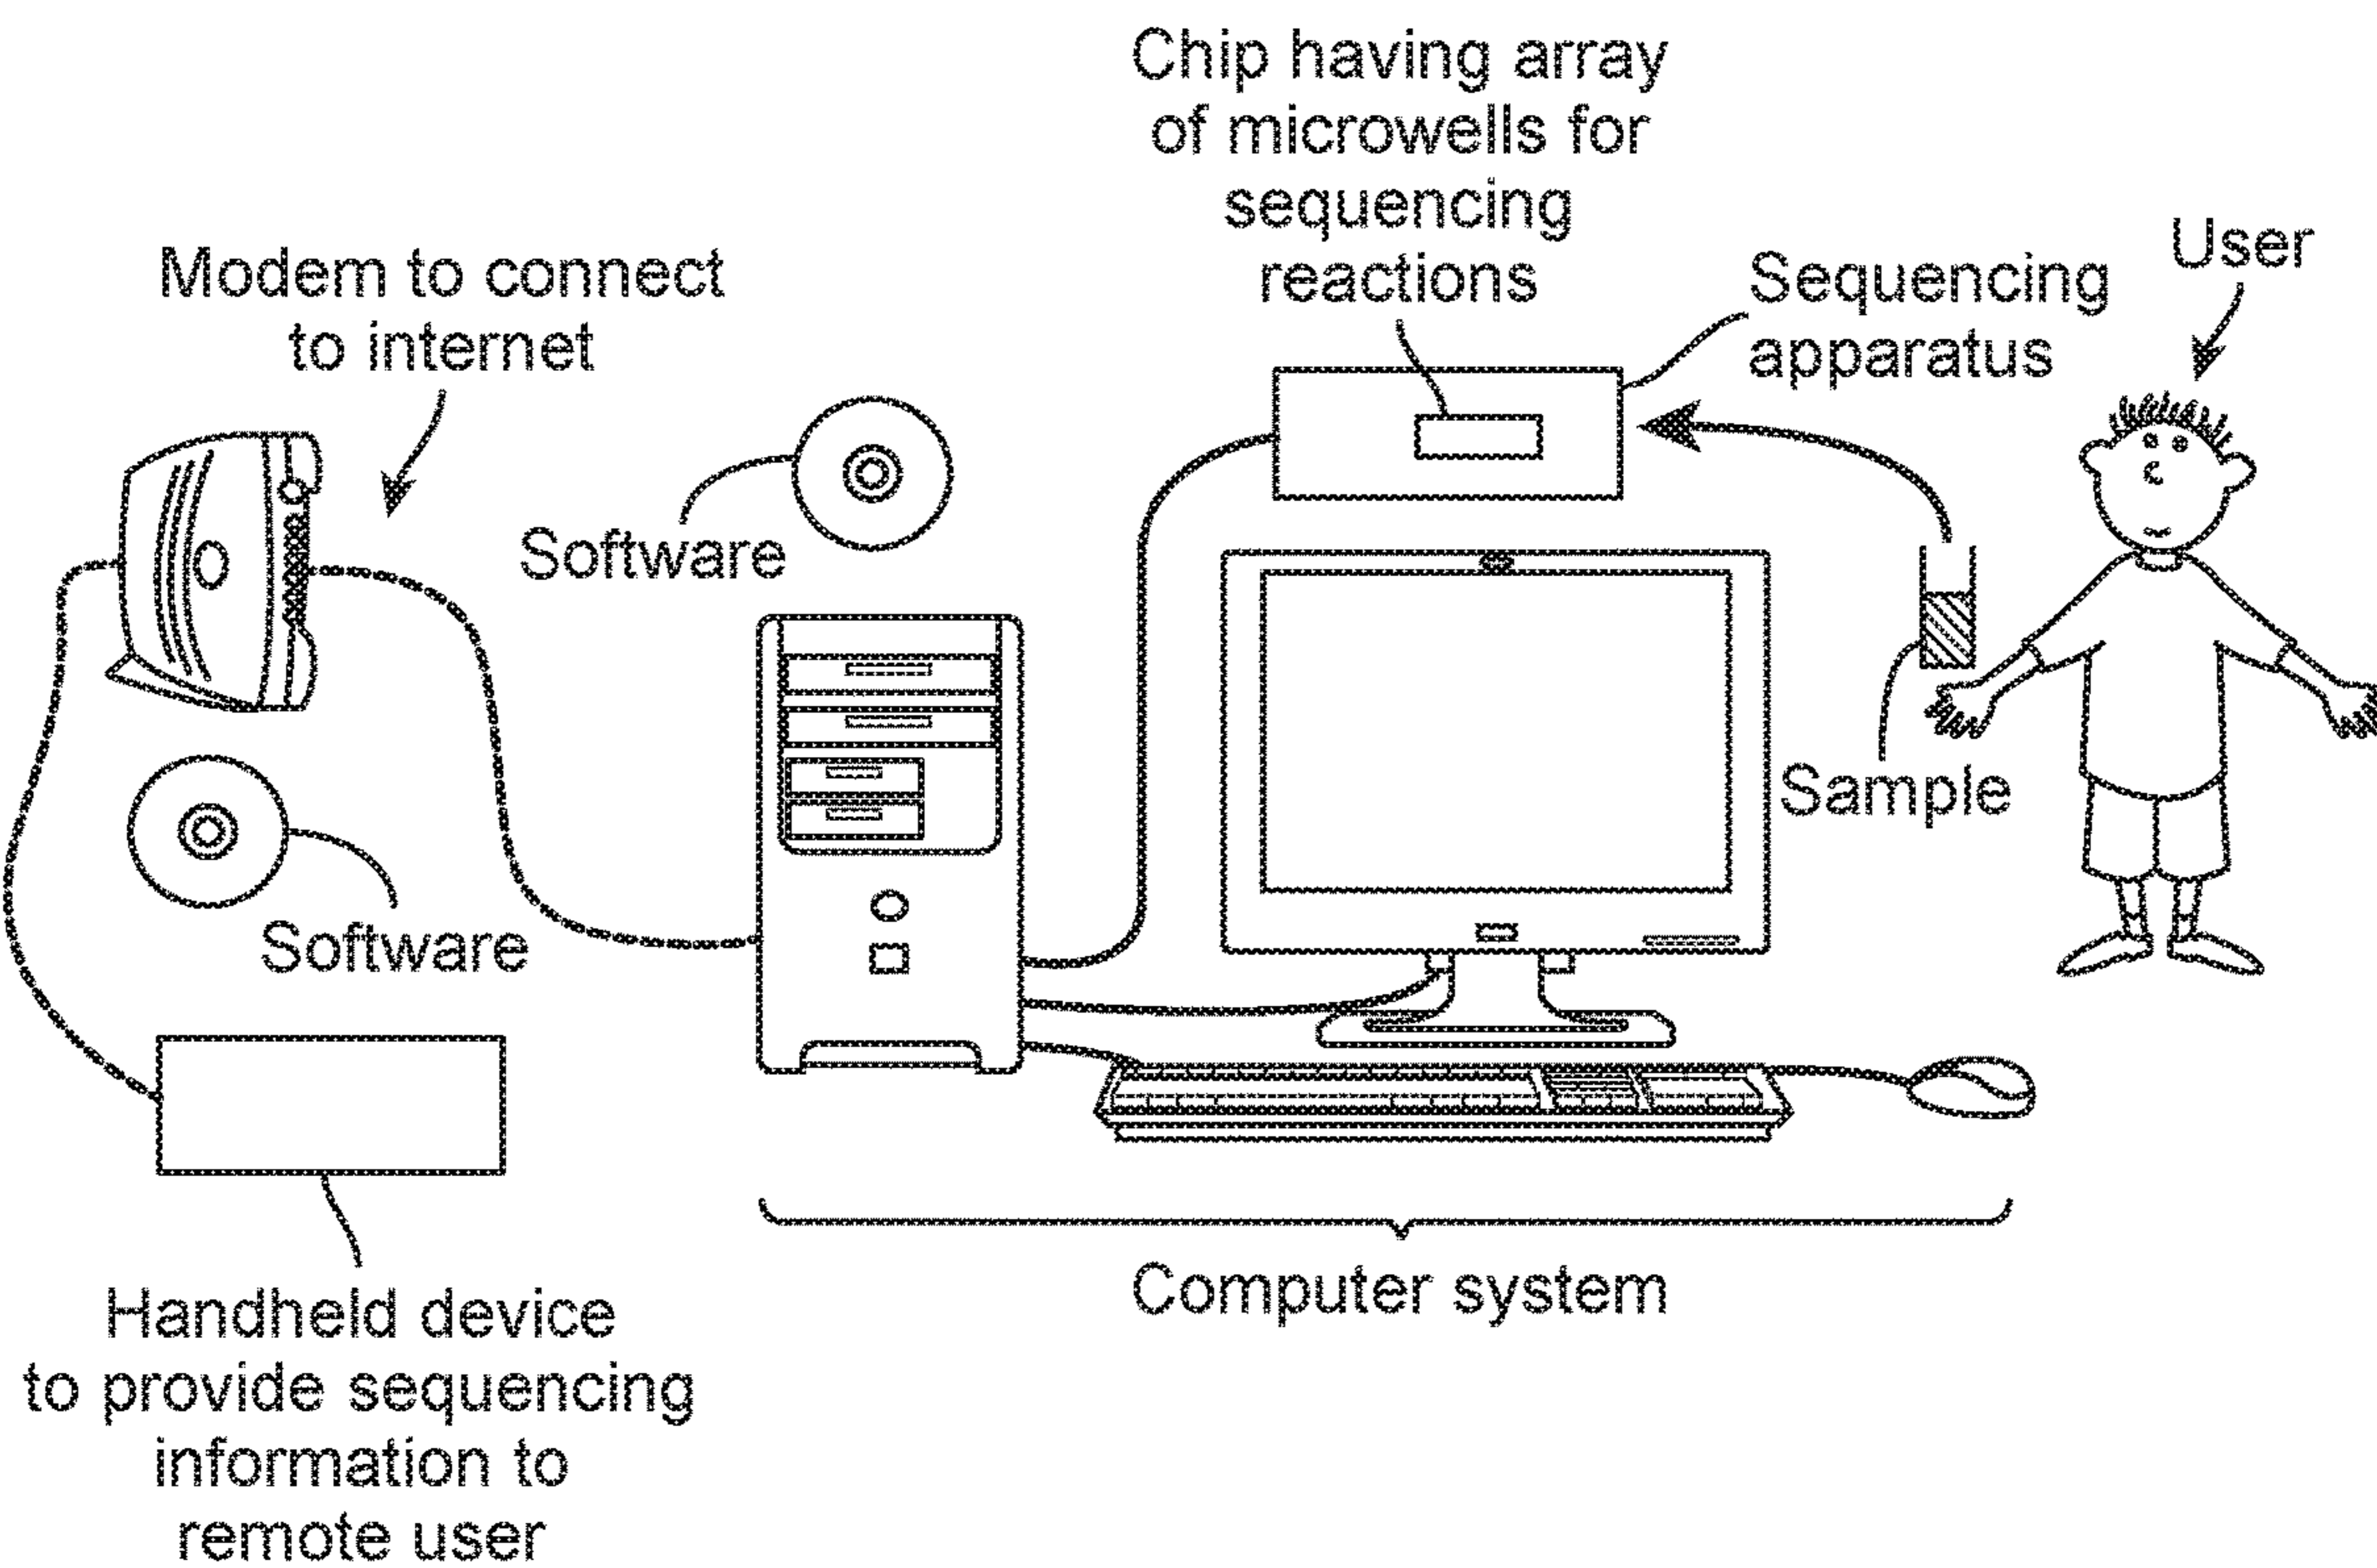 Chip having array
of microwells for
sequencing
reactions
User
Sequencing
apparatus
Modem to connect
to internet
Software
Sample
Software
Computer system
Handheld device
to provide sequencing
information to
remote user